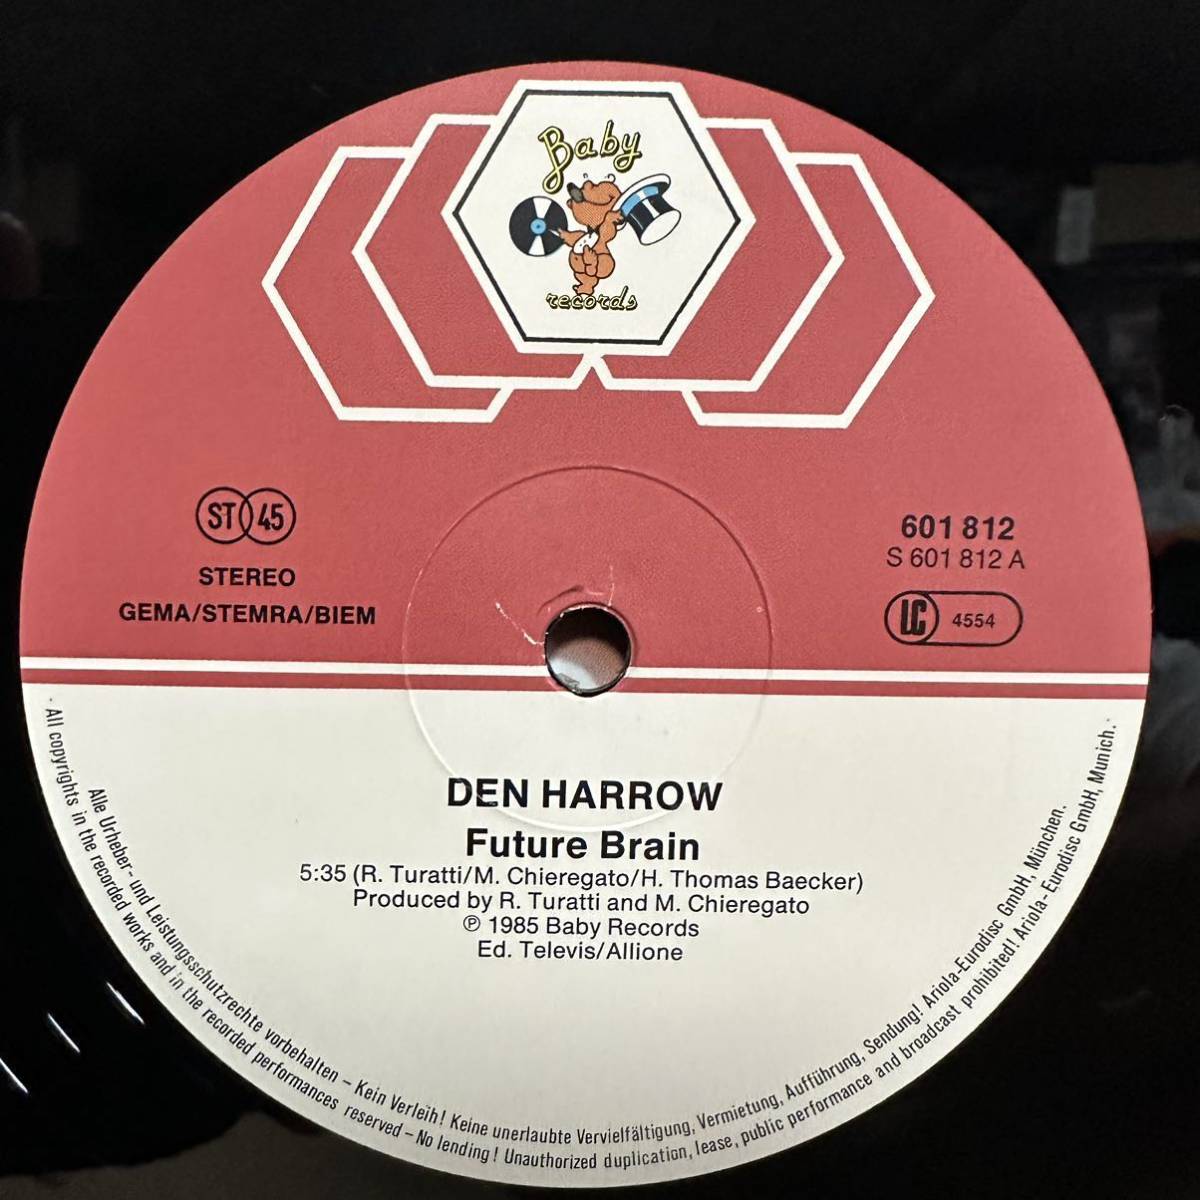 Baby
records
ST 45
STEREO
GEMA/STEMRA/BIEM
601 812
S 601 812 A
LC 4554
DEN HARROW
Future Brain
5:35 (R. Turatti/M. Chieregato/H. Thomas Baecker)
Produced by R. Turatti and M. Chieregato
℗ 1985 Baby Records
Ed. Televis/Allione
Alle Urheber- und Leistungsschutzrechte vorbehalten – Kein Verleih! Keine unerlaubte Vervielfältigung, Vermietung, Aufführung, Sendung! Ariola-Eurodisc GmbH, München.
· All copyrights in the recorded works and in the recorded performances reserved – No lending! Unauthorized duplication, lease, public performance and broadcast prohibited! Ariola-Eurodisc GmbH, Munich. ·